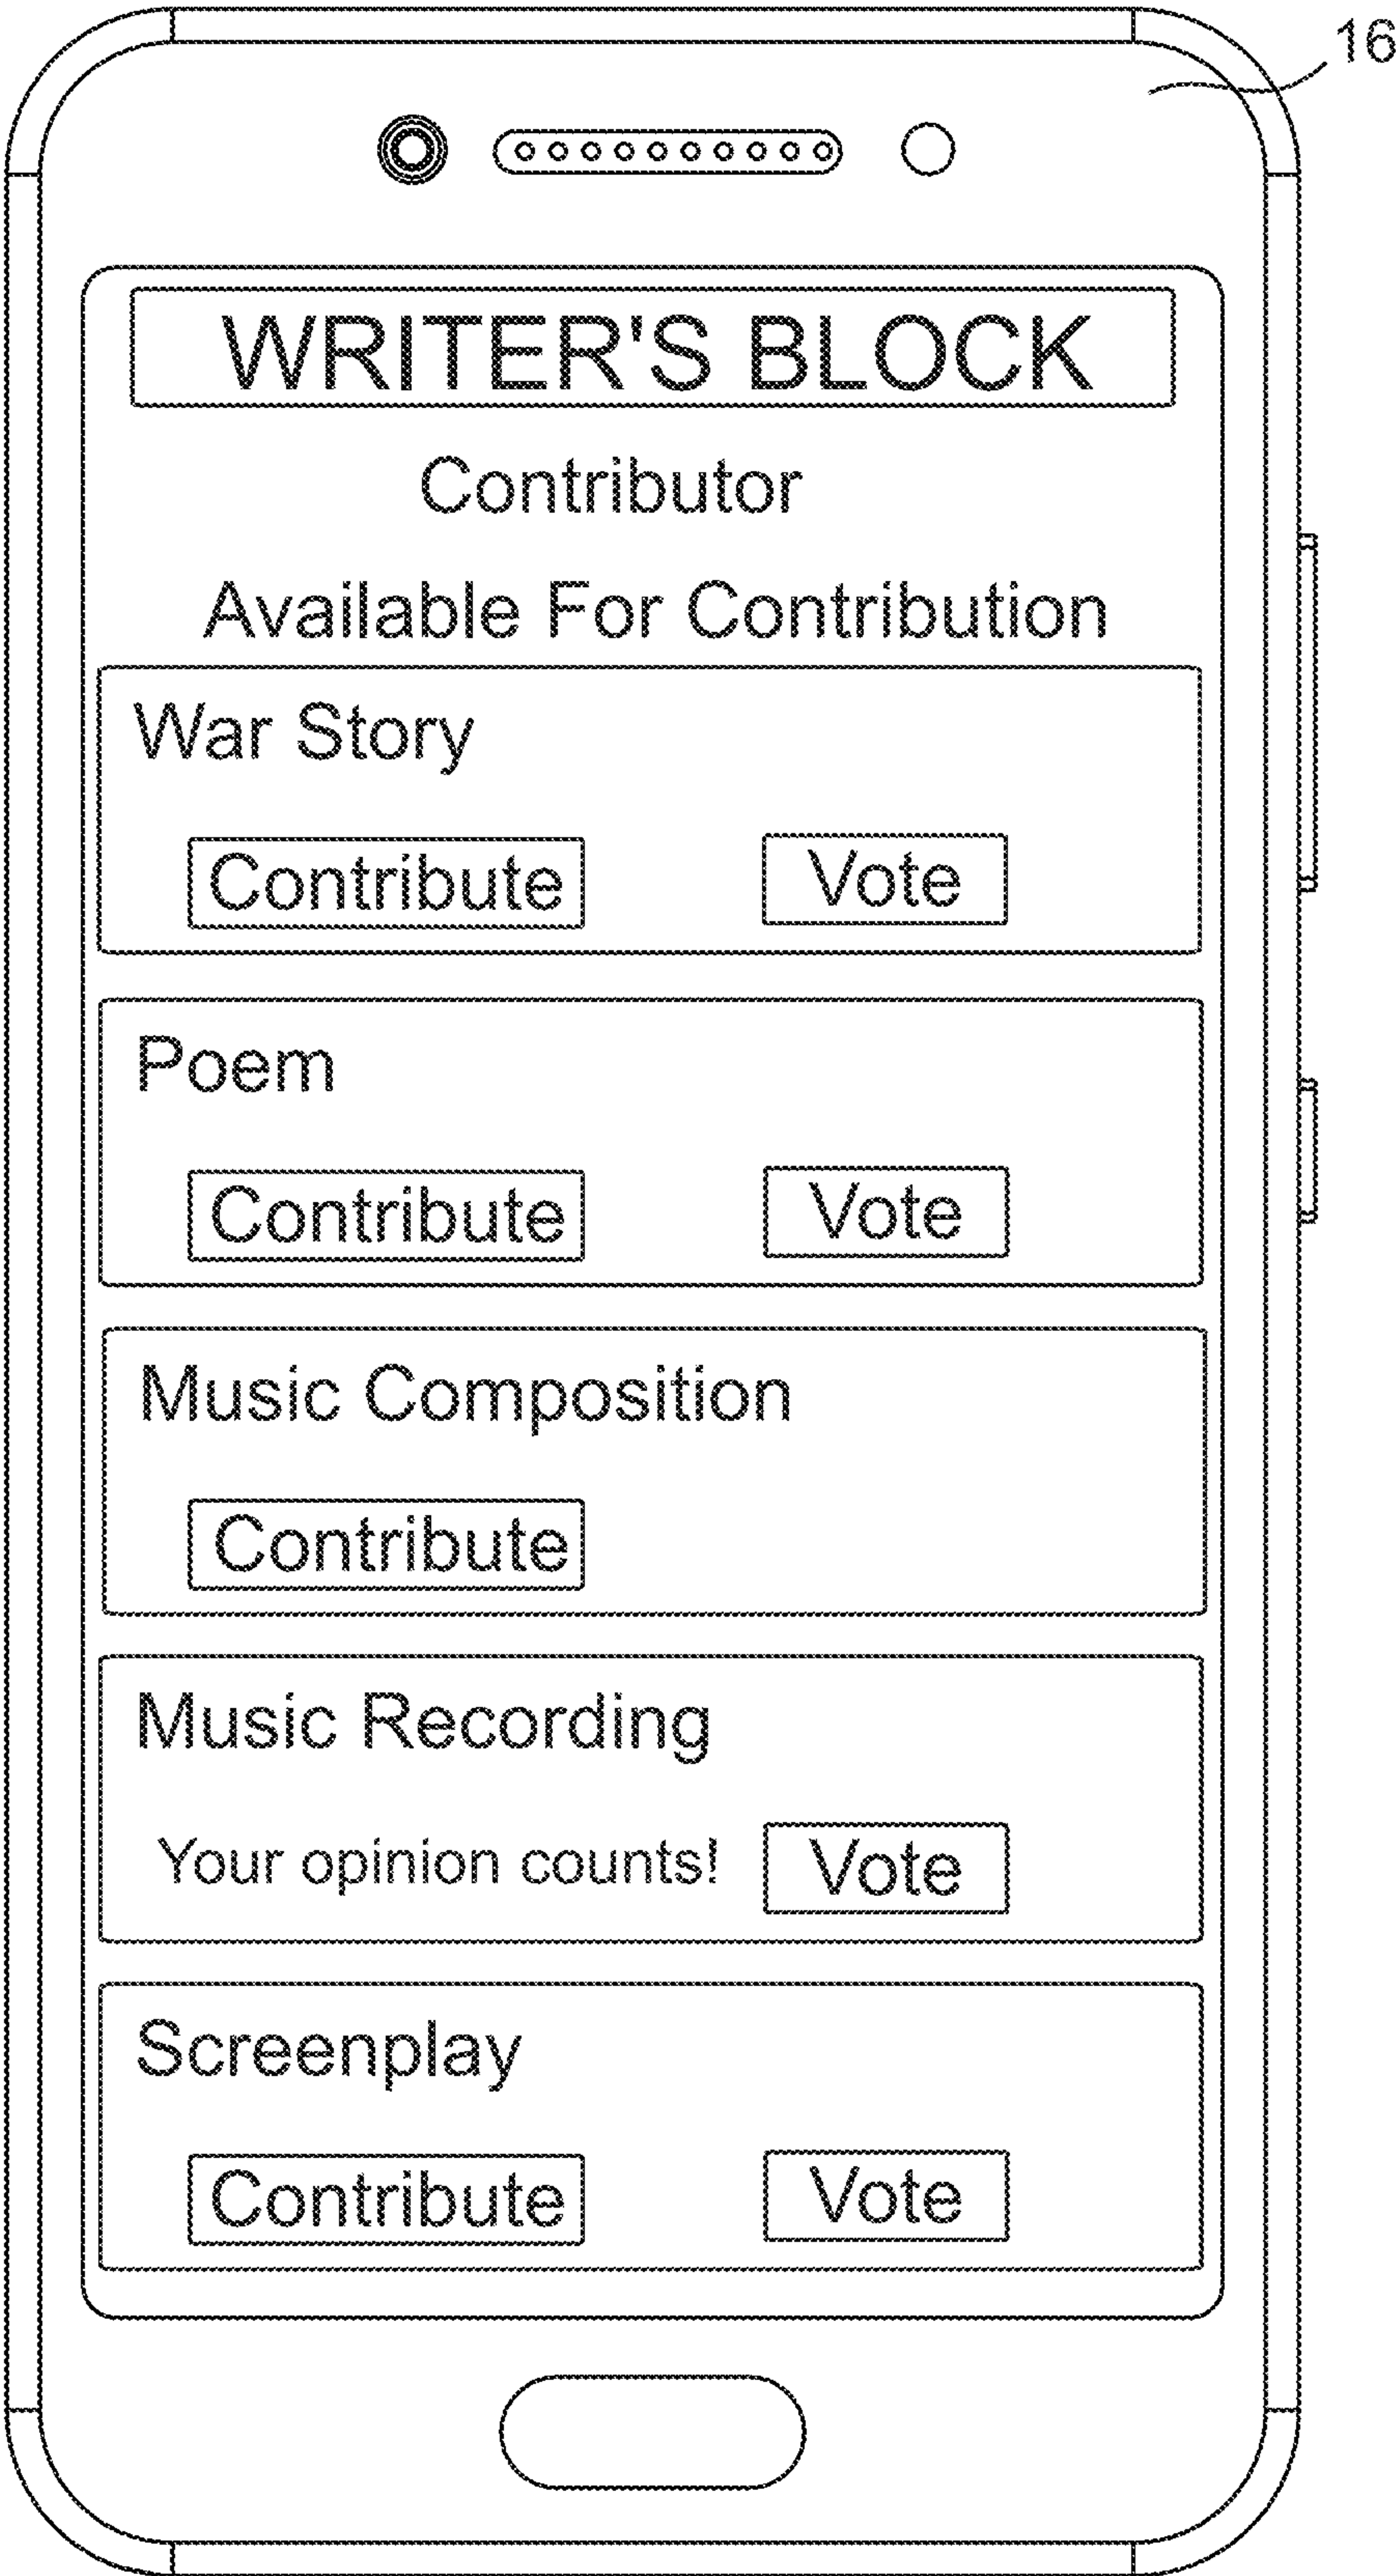 16
WRITER'S BLOCK
Contributor
Available For Contribution
War Story
Contribute Vote
Poem
Contribute Vote
Music Composition
Contribute
Music Recording
Your opinion counts! Vote
Screenplay
Contribute Vote